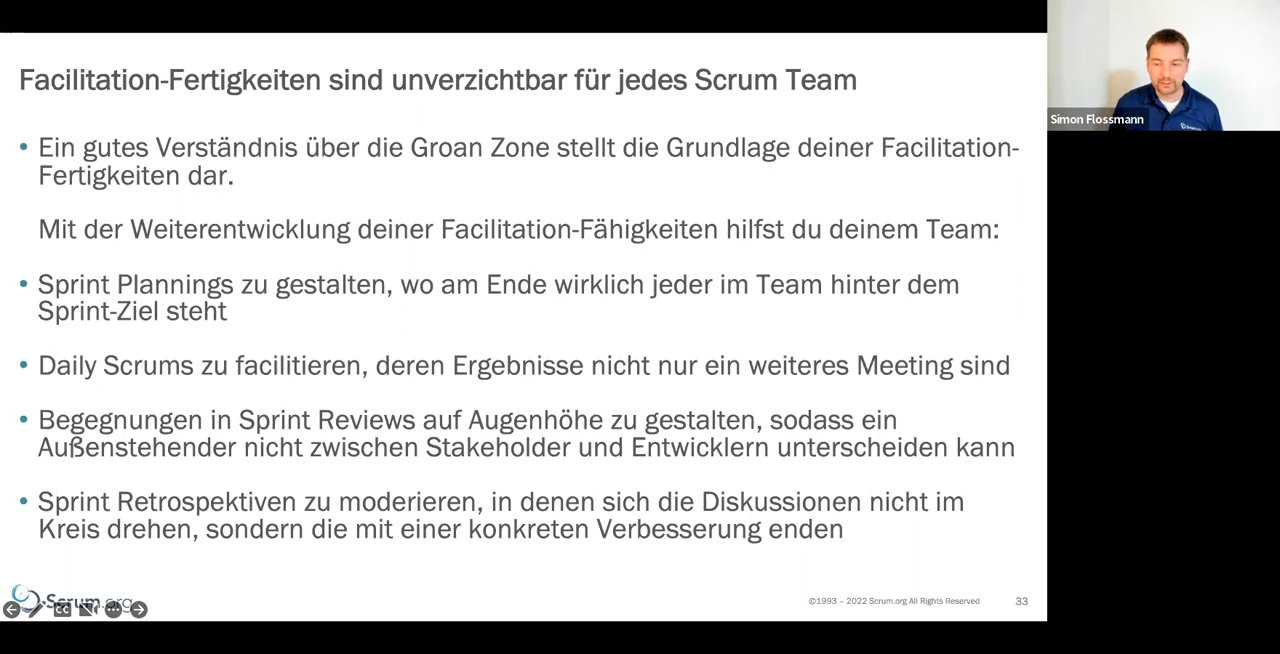 Facilitation-Fertigkeiten sind unverzichtbar für jedes Scrum Team
• Ein gutes Verständnis über die Groan Zone stellt die Grundlage deiner Facilitation-
Fertigkeiten dar.
Mit der Weiterentwicklung deiner Facilitation-Fähigkeiten hilfst du deinem Team:
• Sprint Plannings zu gestalten, wo am Ende wirklich jeder im Team hinter dem
Sprint-Ziel steht
• Daily Scrums zu facilitieren, deren Ergebnisse nicht nur ein weiteres Meeting sind
• Begegnungen in Sprint Reviews auf Augenhöhe zu gestalten, sodass ein
Außenstehender nicht zwischen Stakeholder und Entwicklern unterscheiden kann
• Sprint Retrospektiven zu moderieren, in denen sich die Diskussionen nicht im
Kreis drehen, sondern die mit einer konkreten Verbesserung enden
Scrum.org
CC
©1993 – 2022 Scrum.org All Rights Reserved
33
Simon Flossmann